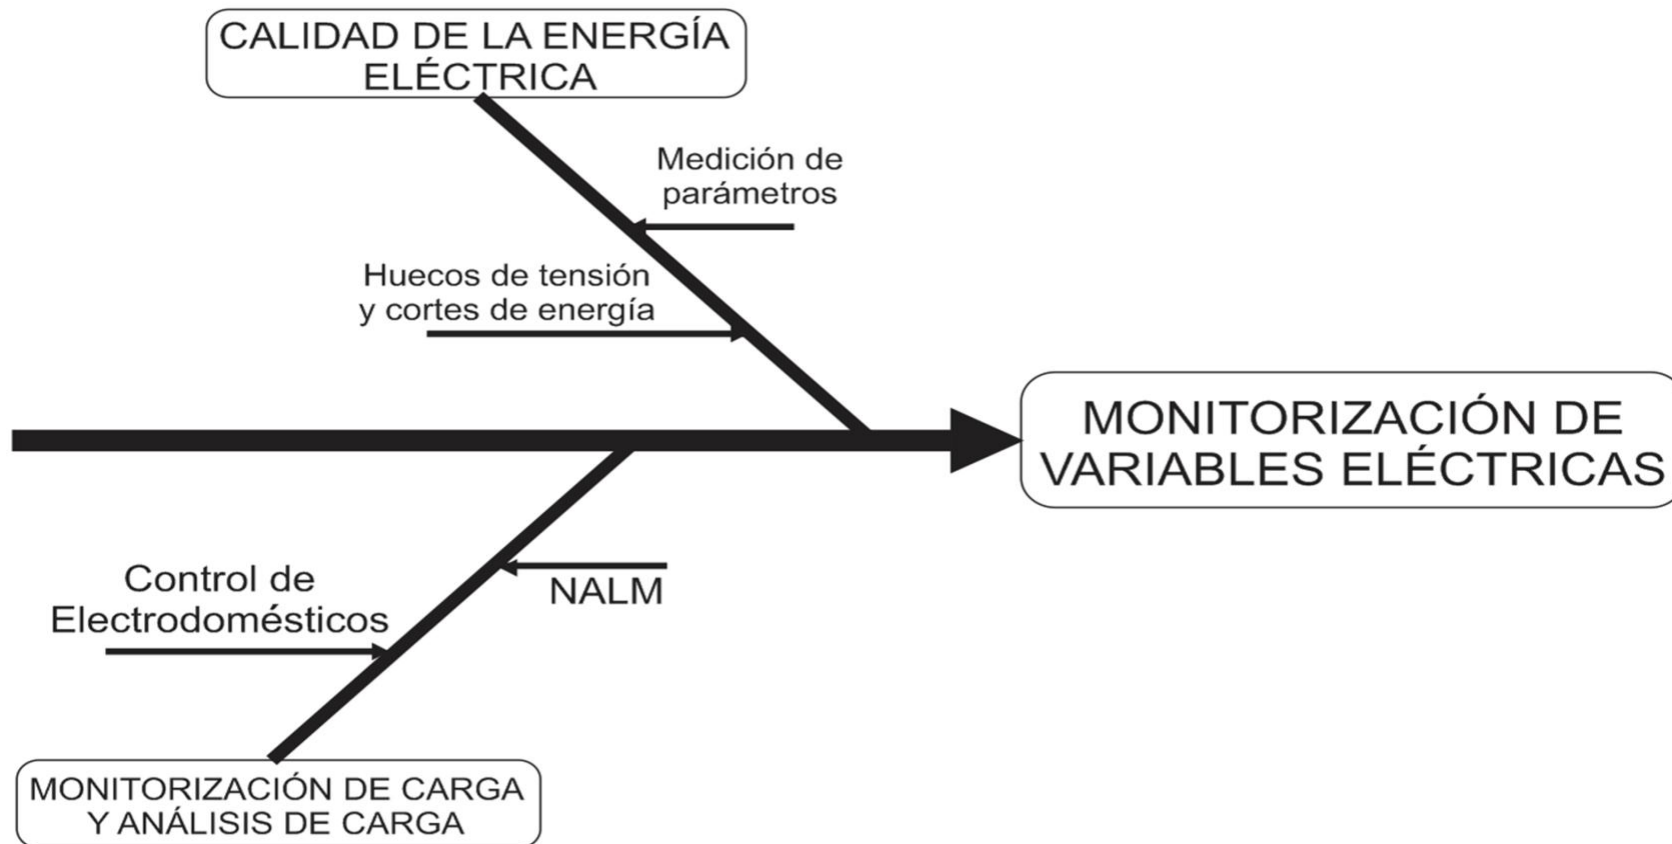 CALIDAD DE LA ENERGÍA
ELÉCTRICA
Medición de
parámetros
Huecos de tensión
y cortes de energía
MONITORIZACIÓN DE
VARIABLES ELÉCTRICAS
Control de
Electrodomésticos
NALM
MONITORIZACIÓN DE CARGA
Y ANÁLISIS DE CARGA